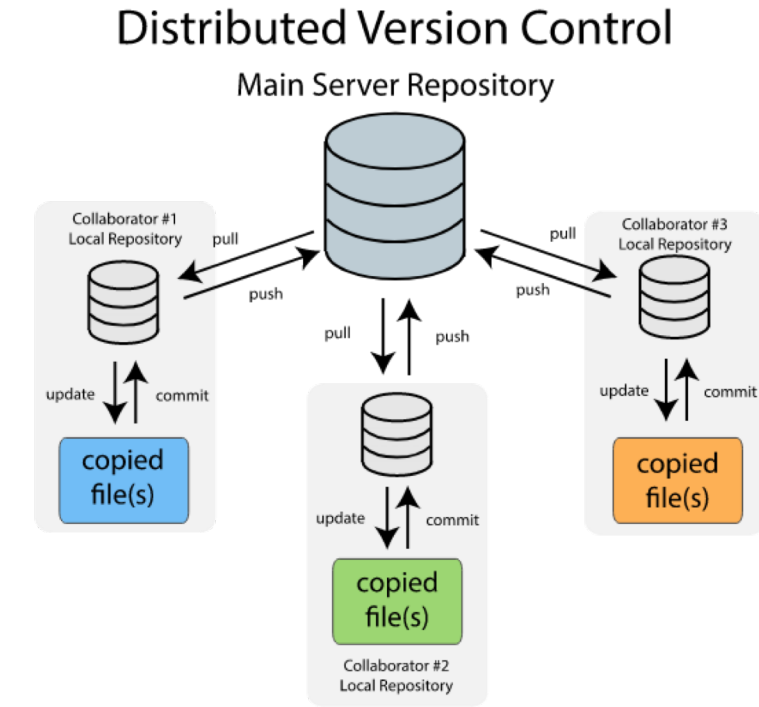 Distributed Version Control
Main Server Repository
Collaborator #1
Local Repository
pull
push
update
commit
copied
file(s)
pull
push
update
commit
copied
file(s)
Collaborator #2
Local Repository
Collaborator #3
Local Repository
pull
push
update
commit
copied
file(s)